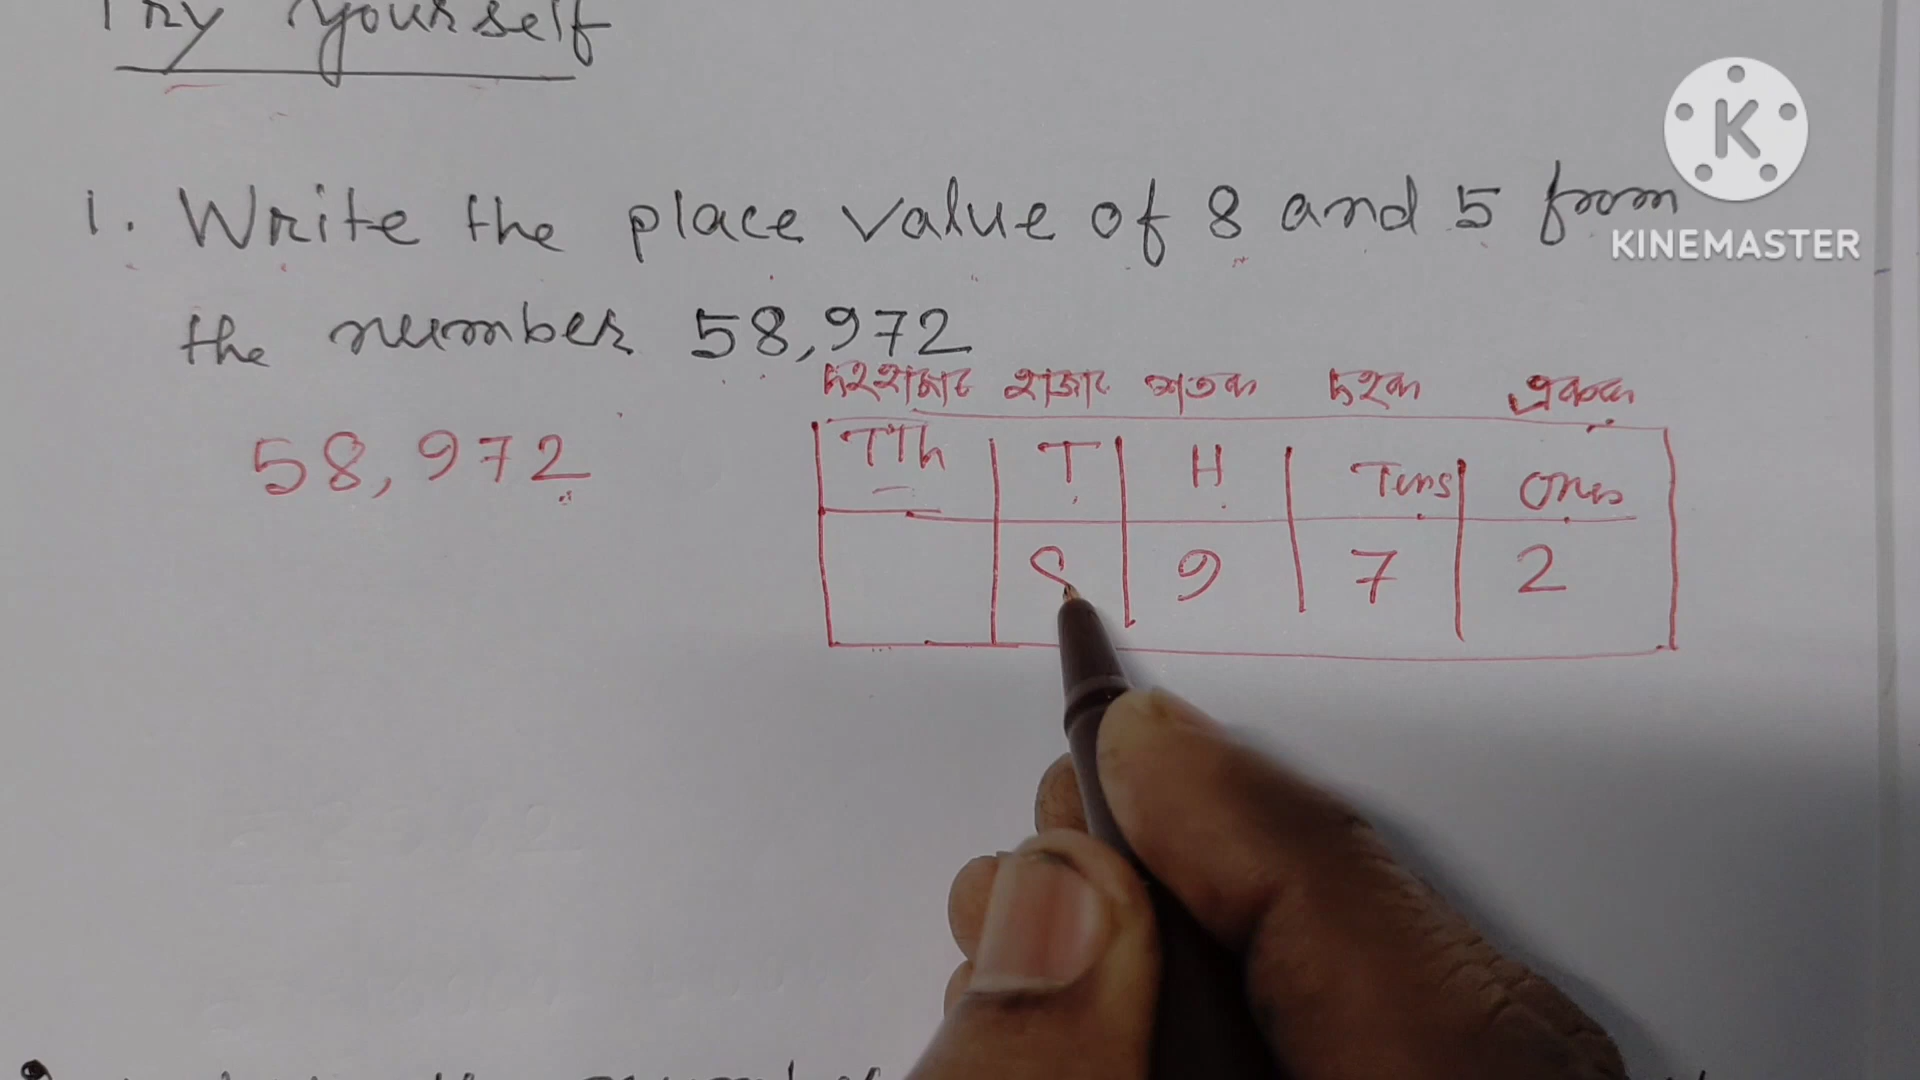 Try yourself
K
KINEMASTER
1. Write the place value of 8 and 5 from
the number 58,972
58,972
হাজার শতক দশক একক
TTh T H Tens Ones
8 9 7 2